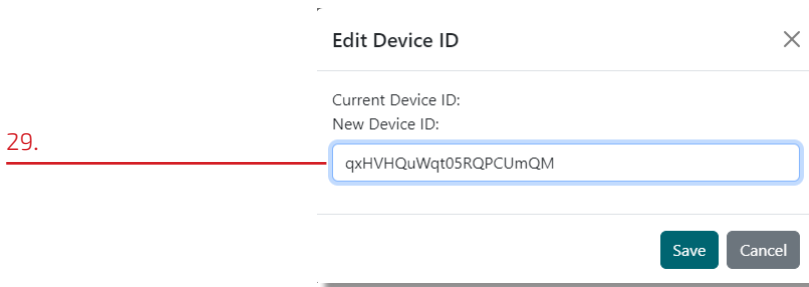 Edit Device ID
Current Device ID:
New Device ID:
29.
qxHVHQuWqt05RQPCUmQM
Save Cancel